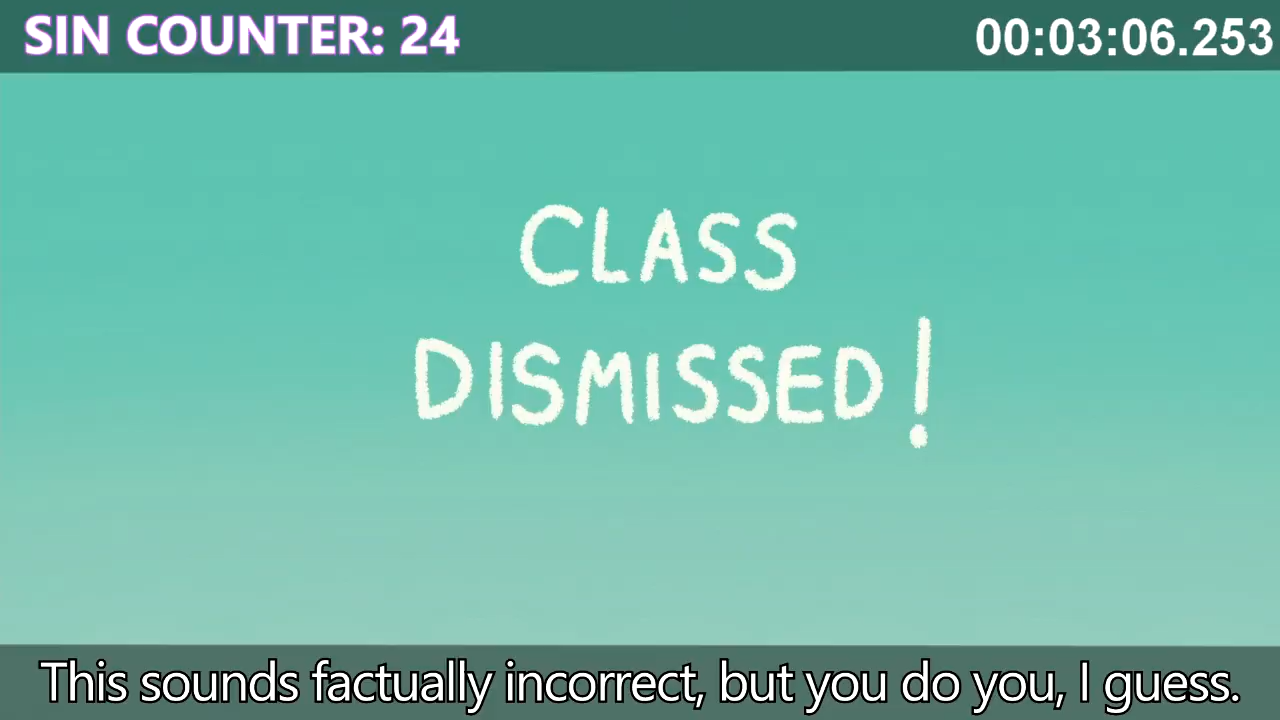 SIN COUNTER: 24
00:03:06.253
CLASS
DISMISSED!
This sounds factually incorrect, but you do you, I guess.